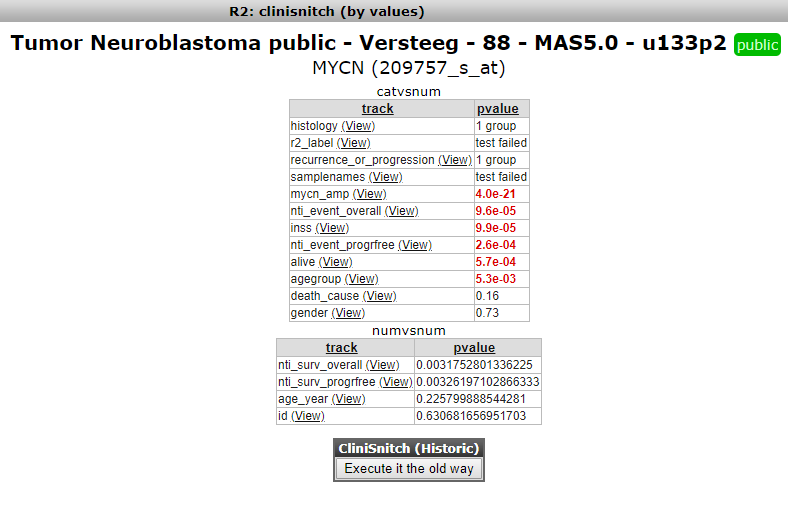 R2: clinisnitch (by values)
Tumor Neuroblastoma public - Versteeg - 88 - MAS5.0 - u133p2 public
MYCN (209757_s_at)
catvsnum
track pvalue
histology (View) 1 group
r2_label (View) test failed
recurrence_or_progression (View) 1 group
samplenames (View) test failed
mycn_amp (View) 4.0e-21
nti_event_overall (View) 9.6e-05
inss (View) 9.9e-05
nti_event_progrfree (View) 2.6e-04
alive (View) 5.7e-04
agegroup (View) 5.3e-03
death_cause (View) 0.16
gender (View) 0.73
numvsnum
track pvalue
nti_surv_overall (View) 0.0031752801336225
nti_surv_progrfree (View) 0.00326197102866333
age_year (View) 0.225799888544281
id (View) 0.630681656951703
CliniSnitch (Historic)
Execute it the old way